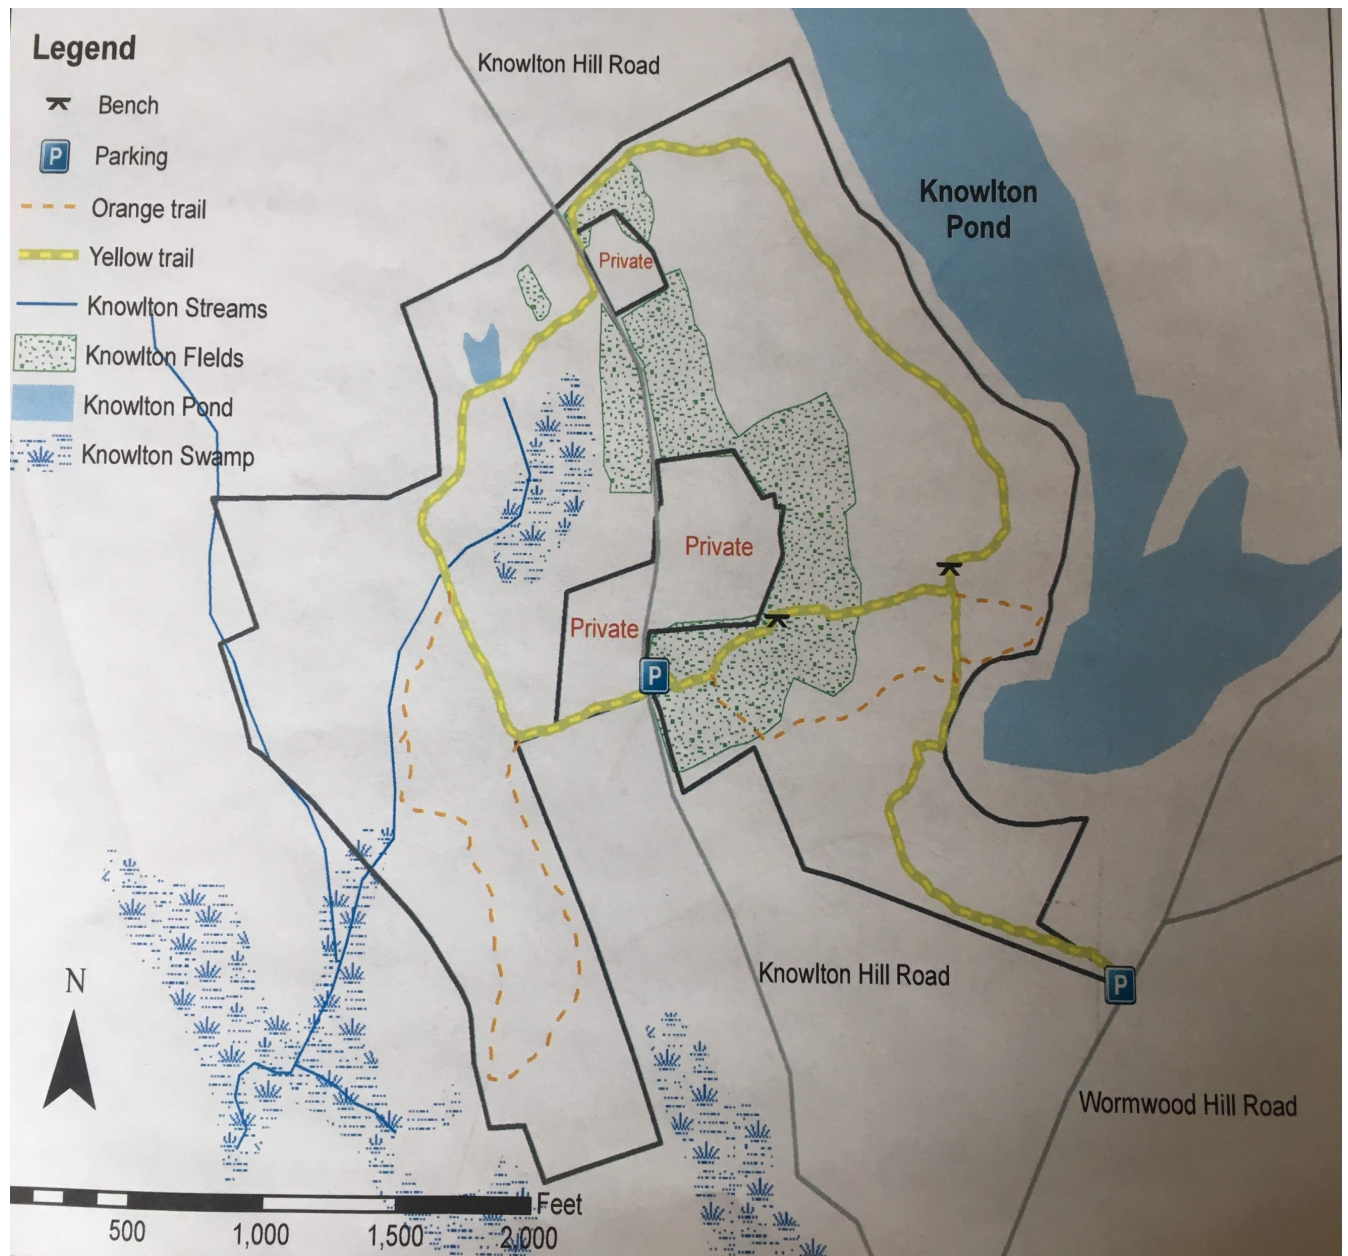 Legend
Bench
P Parking
Orange trail
Yellow trail
Knowlton Streams
Knowlton FIelds
Knowlton Pond
Knowlton Swamp
Knowlton Hill Road
Knowlton
Pond
Private
Private
Private
P
Knowlton Hill Road
P
Wormwood Hill Road
N
Feet
500 1,000 1,500 2,000